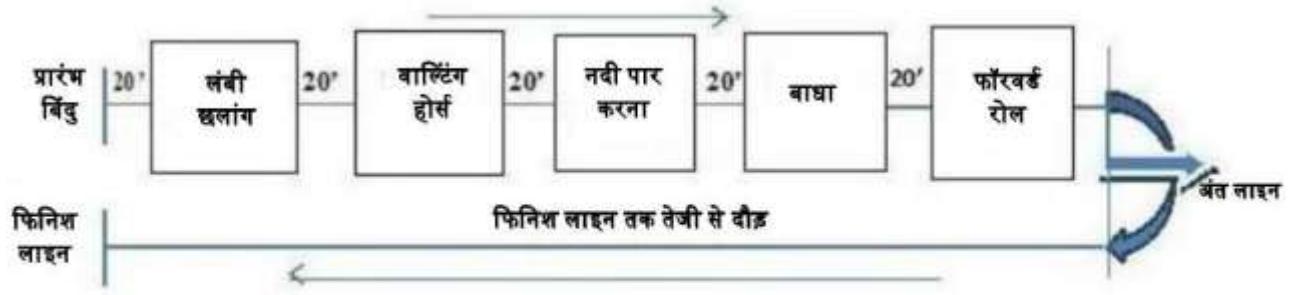 प्रारंभ
बिंदु
20'
लंबी
छलांग
20'
वाल्टिंग
होर्स
20'
नदी पार
करना
20'
बाधा
20'
फॉरवर्ड
रोल
अंत लाइन
फिनिश
लाइन
फिनिश लाइन तक तेजी से दौड़